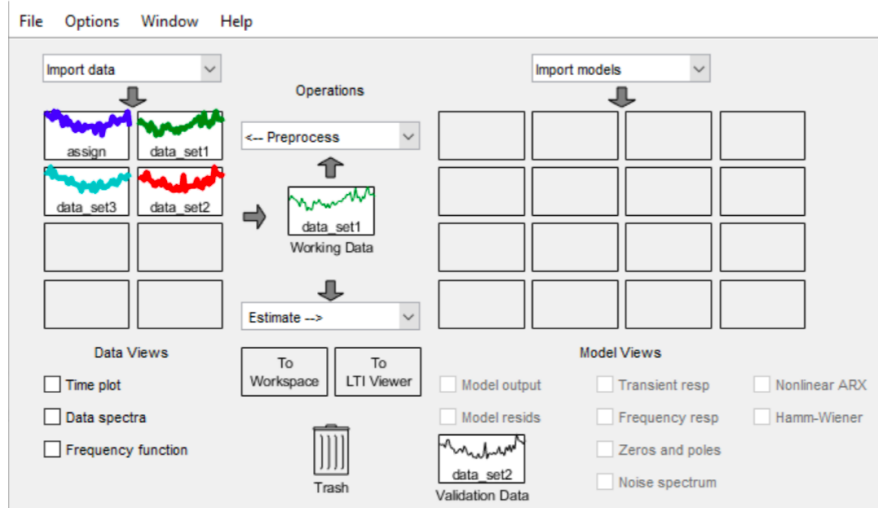 File Options Window Help
Import data
Import models
Operations
<-- Preprocess
assign
data_set1
data_set3
data_set2
data_set1
Working Data
Estimate -->
Data Views
Time plot
Data spectra
Frequency function
To
Workspace
To
LTI Viewer
Trash
Model Views
Model output
Transient resp
Nonlinear ARX
Model resids
Frequency resp
Hamm-Wiener
Zeros and poles
data_set2
Noise spectrum
Validation Data